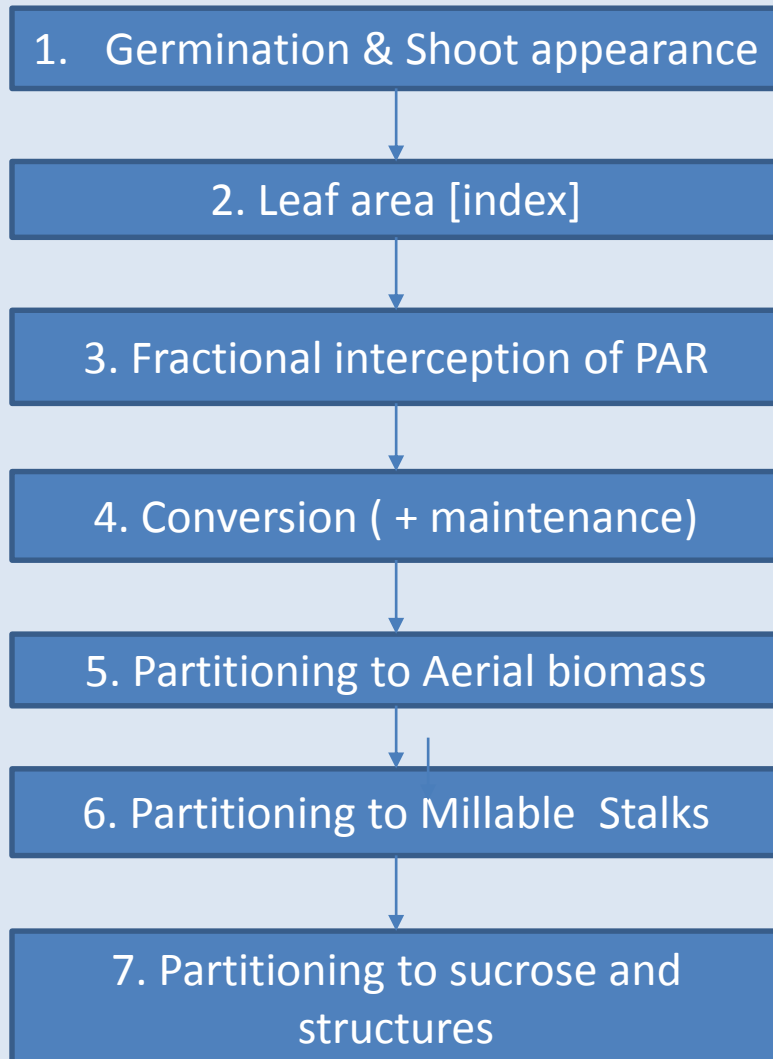 1. Germination & Shoot appearance
2. Leaf area [index]
3. Fractional interception of PAR
4. Conversion ( + maintenance)
5. Partitioning to Aerial biomass
6. Partitioning to Millable Stalks
7. Partitioning to sucrose and
structures